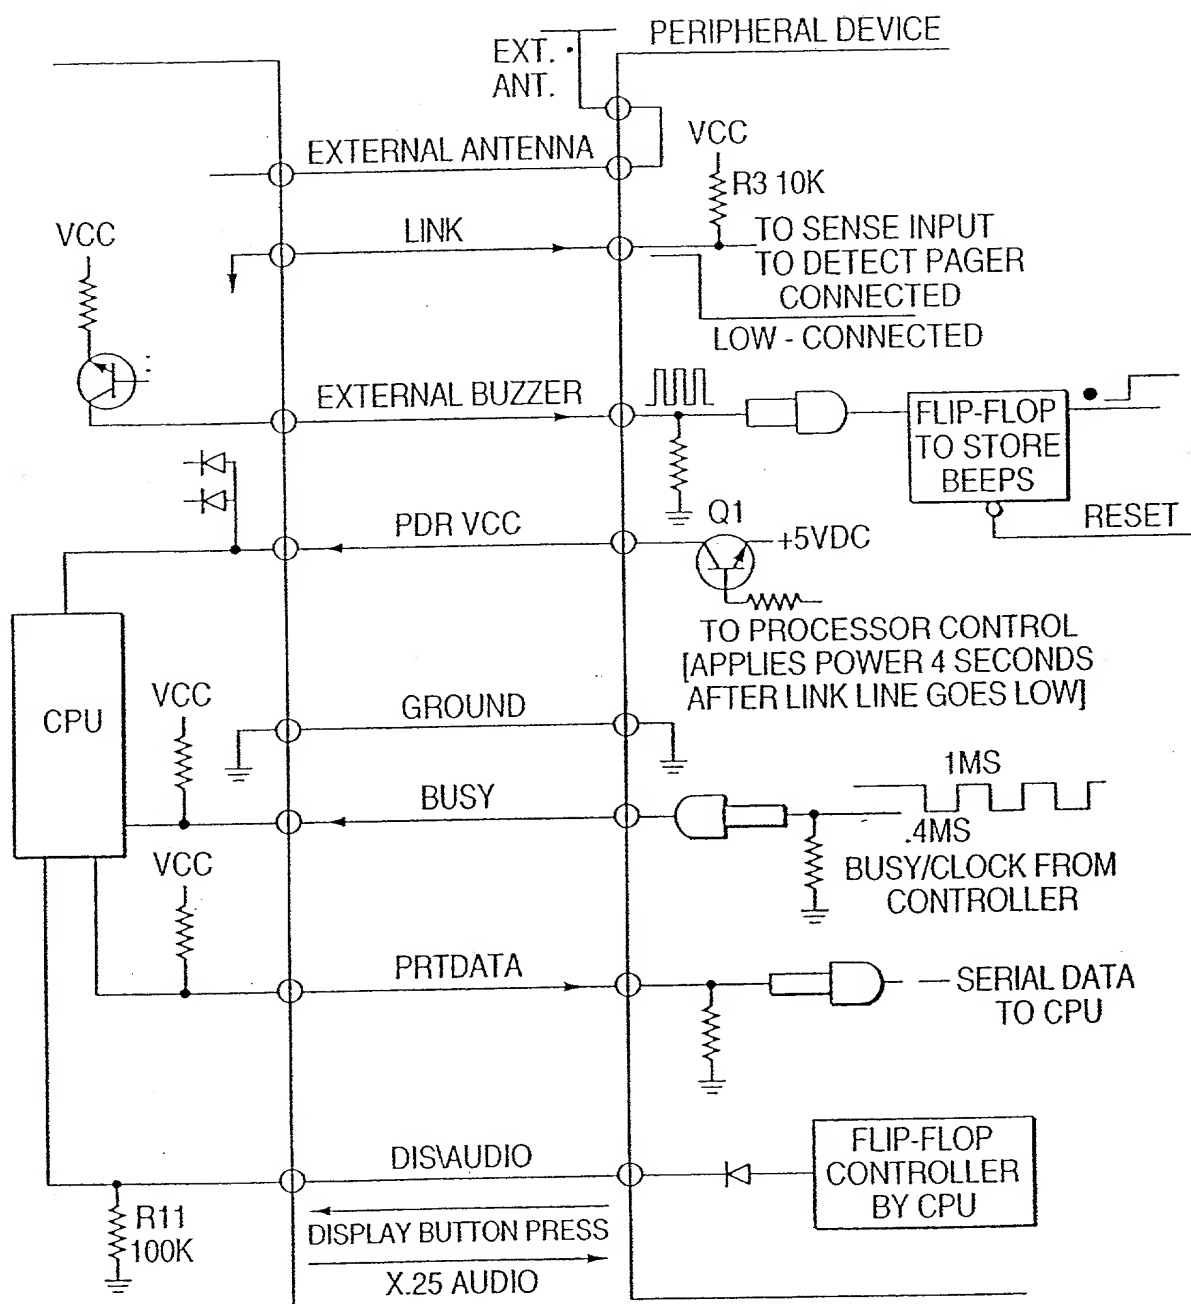 PERIPHERAL DEVICE
EXT.
ANT.
EXTERNAL ANTENNA
VCC
R3 10K
VCC
LINK
TO SENSE INPUT
TO DETECT PAGER
CONNECTED
LOW - CONNECTED
EXTERNAL BUZZER
FLIP-FLOP
TO STORE
BEEPS
RESET
PDR VCC
Q1
+5VDC
TO PROCESSOR CONTROL
[APPLIES POWER 4 SECONDS
AFTER LINK LINE GOES LOW]
CPU
VCC
GROUND
BUSY
1MS
.4MS
BUSY/CLOCK FROM
CONTROLLER
VCC
PRTDATA
SERIAL DATA
TO CPU
DIS\AUDIO
FLIP-FLOP
CONTROLLER
BY CPU
R11
100K
DISPLAY BUTTON PRESS
X.25 AUDIO